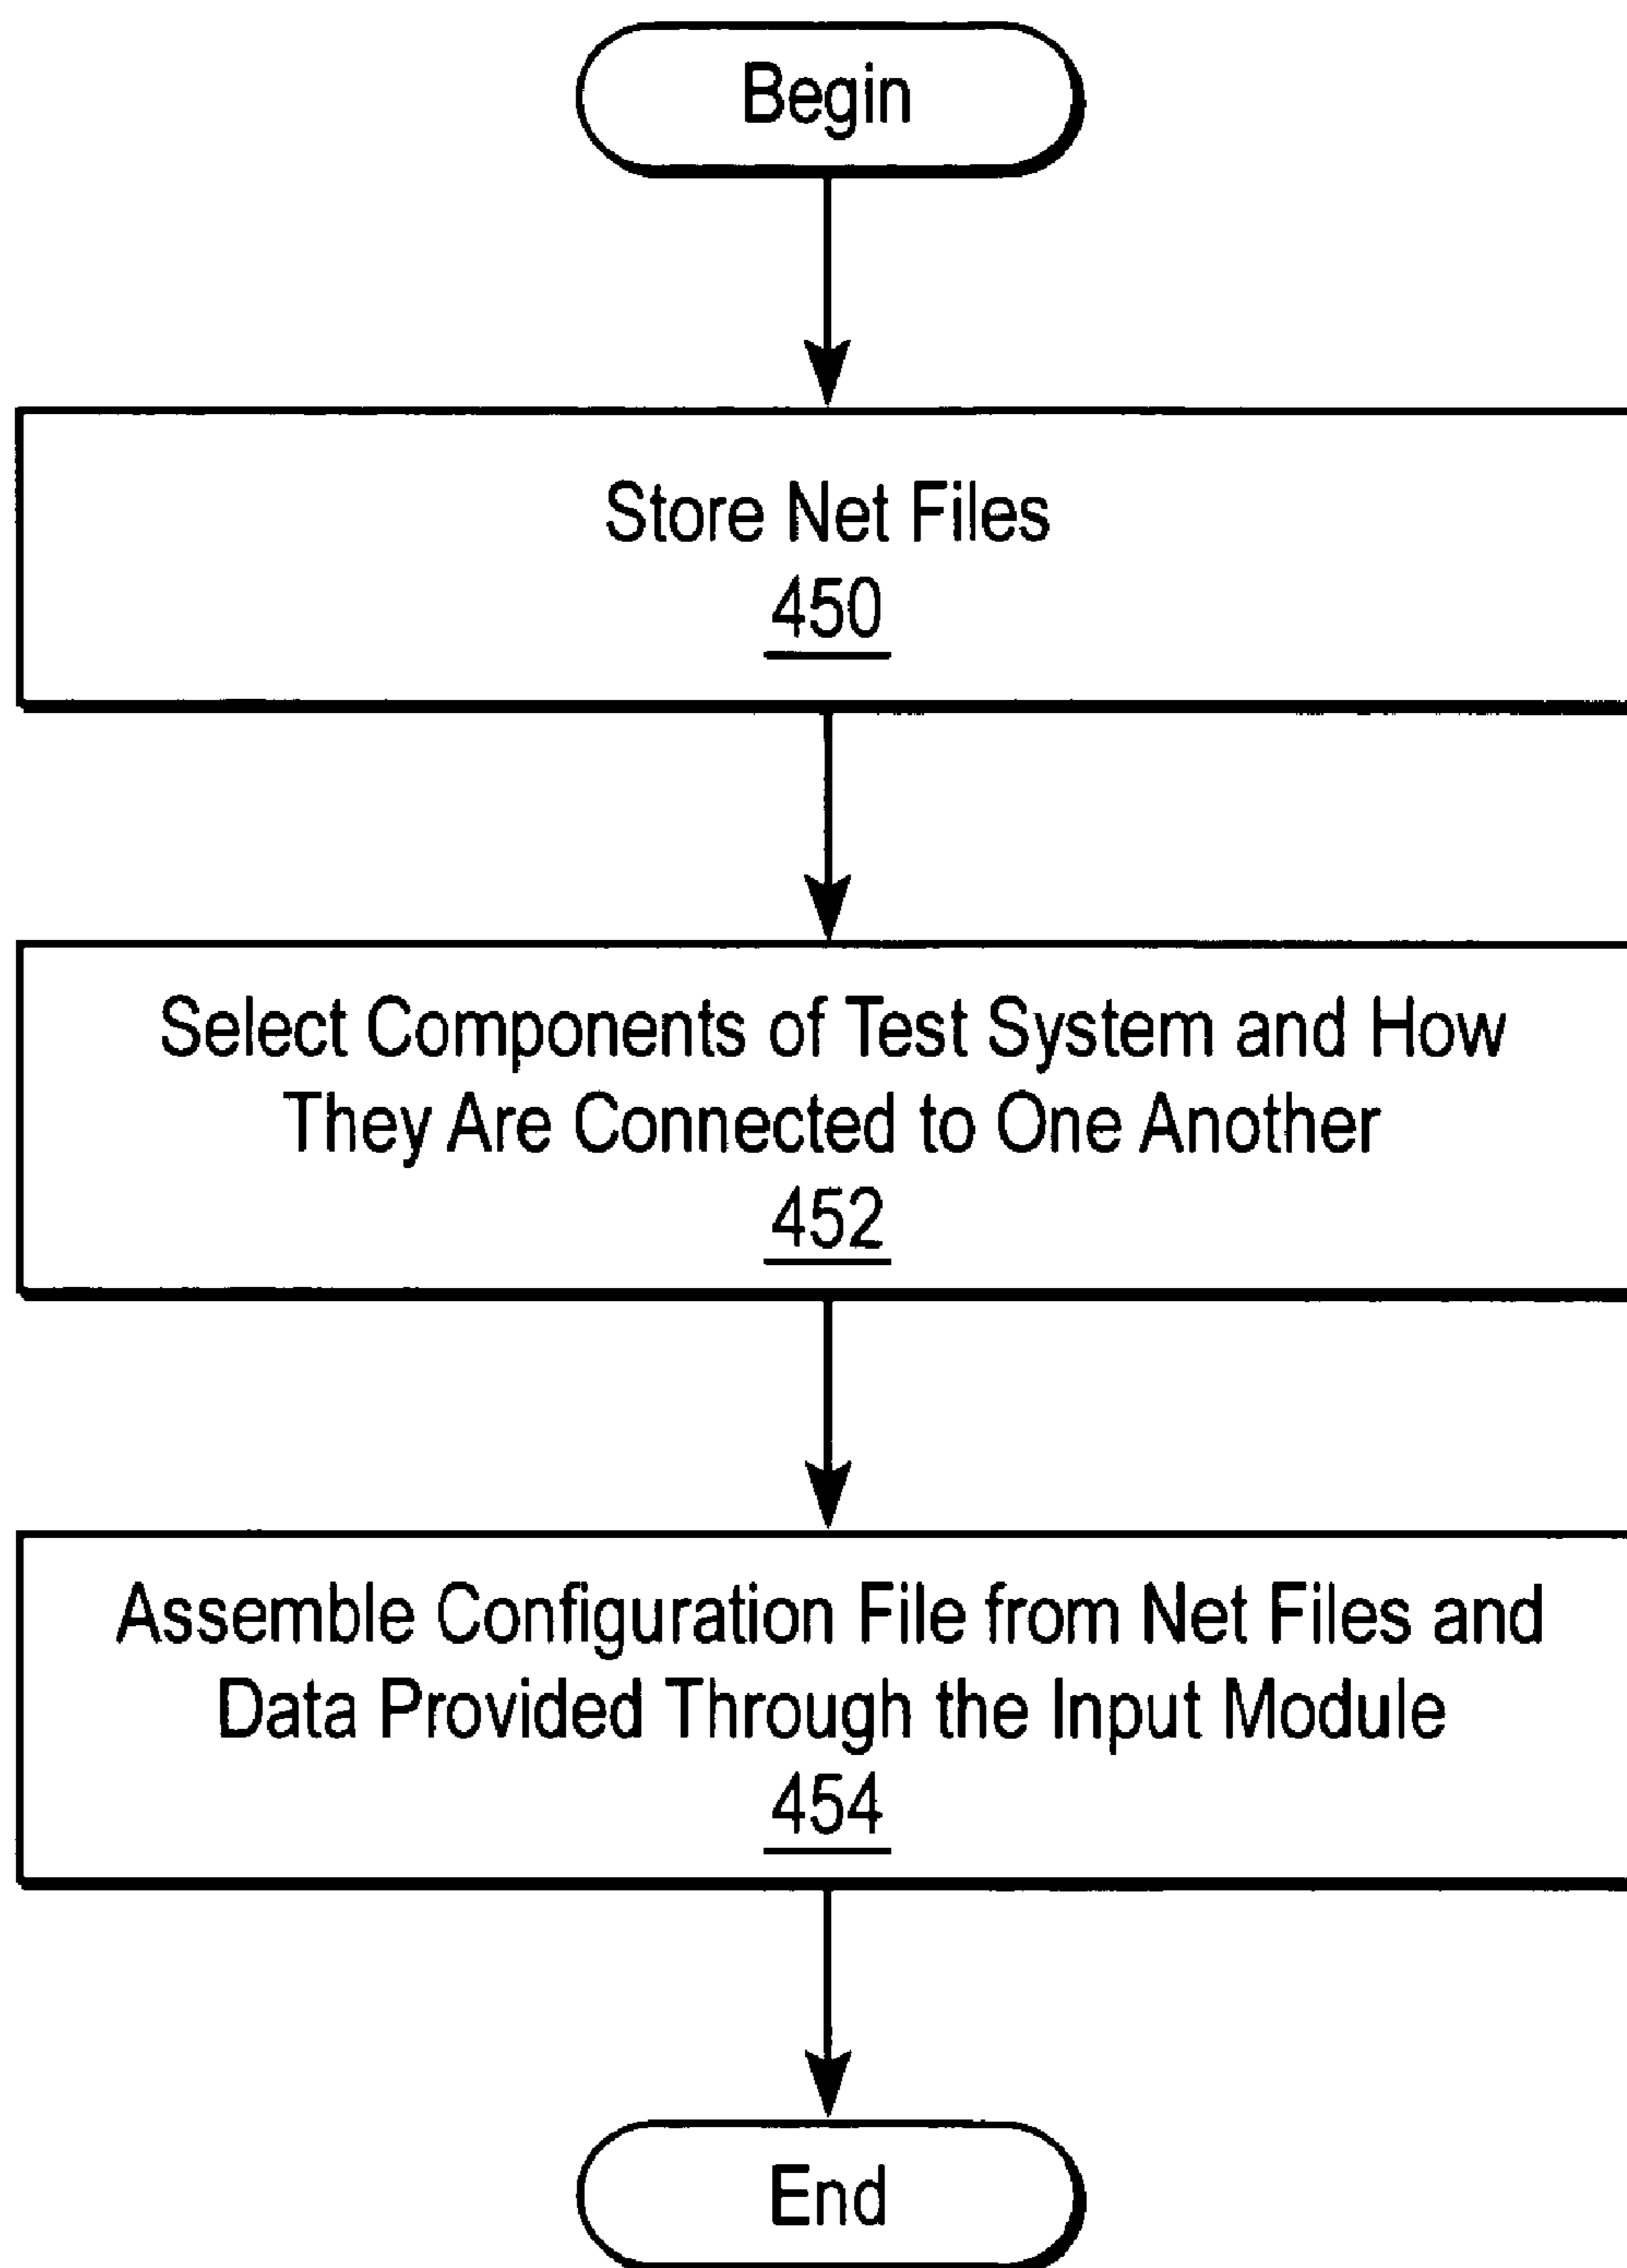 Begin
Store Net Files
450
Select Components of Test System and How
They Are Connected to One Another
452
Assemble Configuration File from Net Files and
Data Provided Through the Input Module
454
End